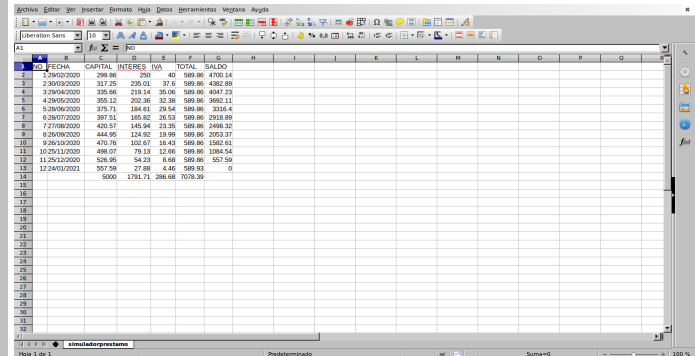 Archivo Editar Ver Insertar Formato Hoja Datos Herramientas Ventana Ayuda
Liberation Sans 10
A1 NO
A B C D E F G H I J K L M N O P Q
1 NO FECHA CAPITAL INTERES IVA TOTAL SALDO
2 1 29/02/2020 299.86 250 40 589.86 4700.14
3 2 30/03/2020 317.25 235.01 37.6 589.86 4382.89
4 3 29/04/2020 335.66 219.14 35.06 589.86 4047.23
5 4 29/05/2020 355.12 202.36 32.38 589.86 3692.11
6 5 28/06/2020 375.71 184.61 29.54 589.86 3316.4
7 6 28/07/2020 397.51 165.82 26.53 589.86 2918.89
8 7 27/08/2020 420.57 145.94 23.35 589.86 2498.32
9 8 26/09/2020 444.95 124.92 19.99 589.86 2053.37
10 9 26/10/2020 470.76 102.67 16.43 589.86 1582.61
11 10 25/11/2020 498.07 79.13 12.66 589.86 1084.54
12 11 25/12/2020 526.95 54.23 8.68 589.86 557.59
13 12 24/01/2021 557.59 27.88 4.46 589.93 0
14 5000 1791.71 286.68 7078.39
15
16
17
18
19
20
21
22
23
24
25
26
27
28
29
30
31
32
simuladorprestamo
Hoja 1 de 1 Predeterminado Suma=0 100 %